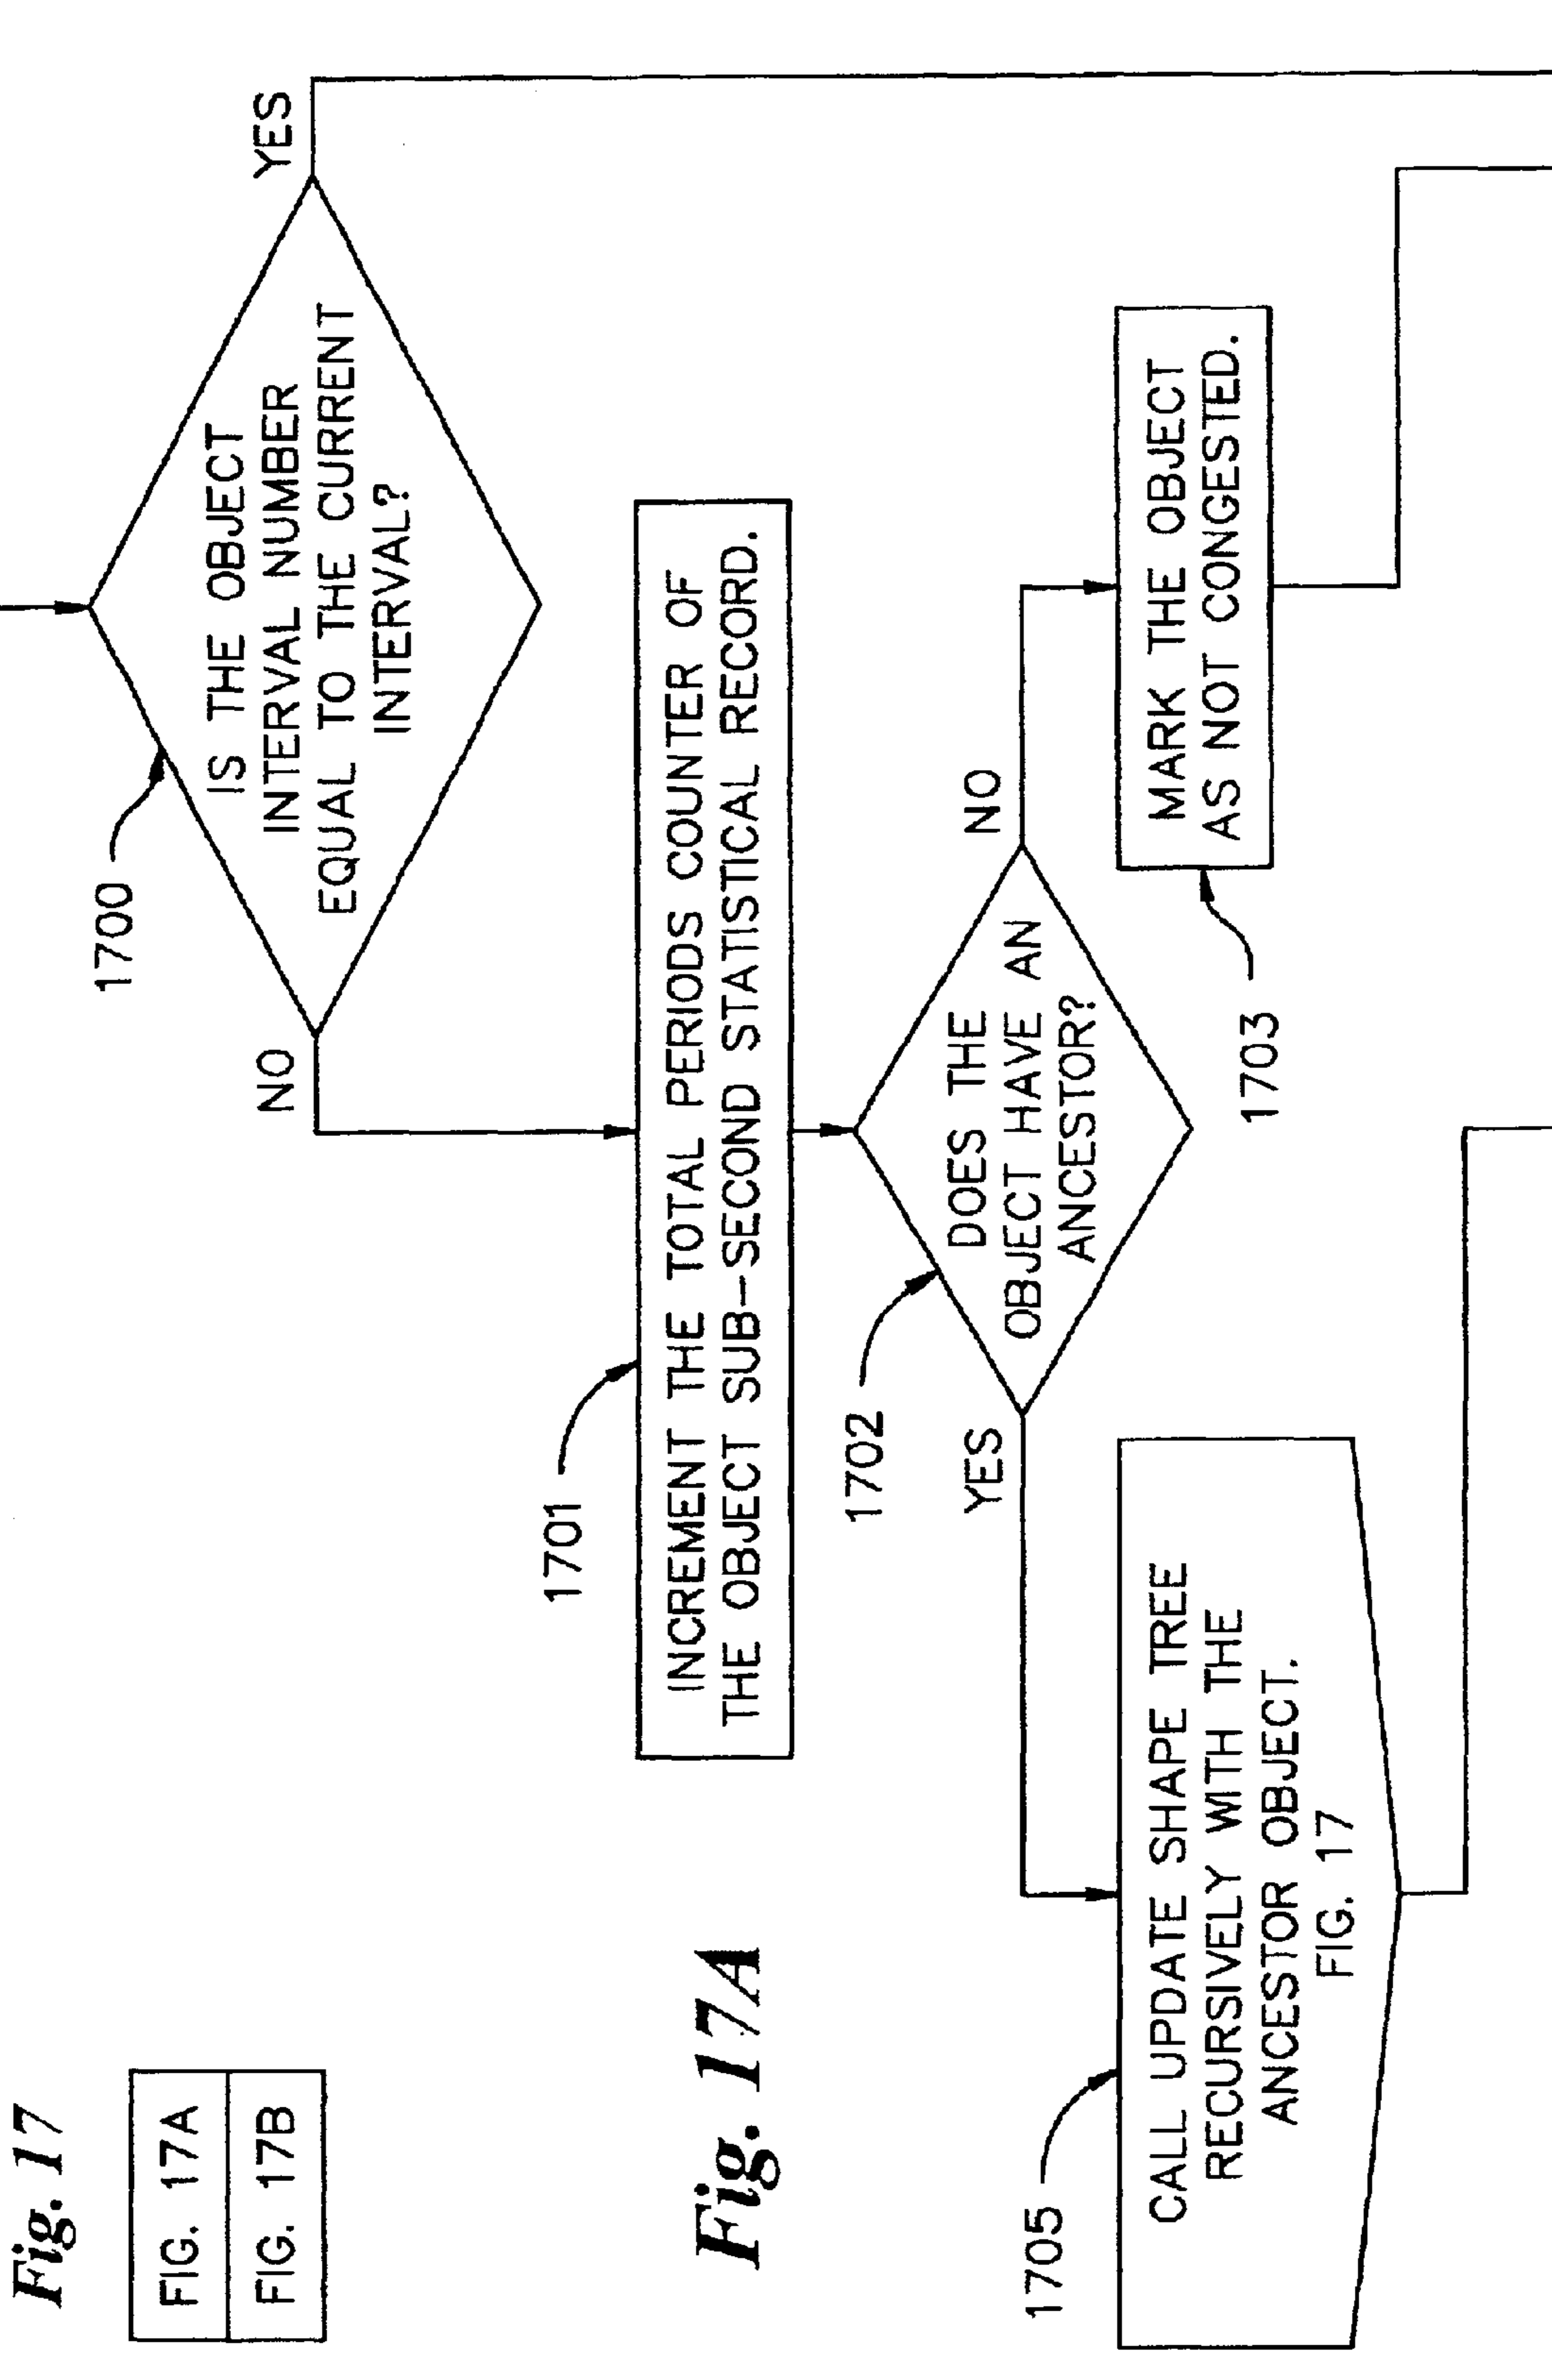 Fig. 17
FIG. 17A
FIG. 17B
Fig. 17A
1700
IS THE OBJECT
INTERVAL NUMBER
EQUAL TO THE CURRENT
INTERVAL?
YES
NO
1701
INCREMENT THE TOTAL PERIODS COUNTER OF
THE OBJECT SUB-SECOND STATISTICAL RECORD.
1702
DOES THE
OBJECT HAVE AN
ANCESTOR?
YES
NO
1705
CALL UPDATE SHAPE TREE
RECURSIVELY WITH THE
ANCESTOR OBJECT.
FIG. 17
MARK THE OBJECT
AS NOT CONGESTED.
1703